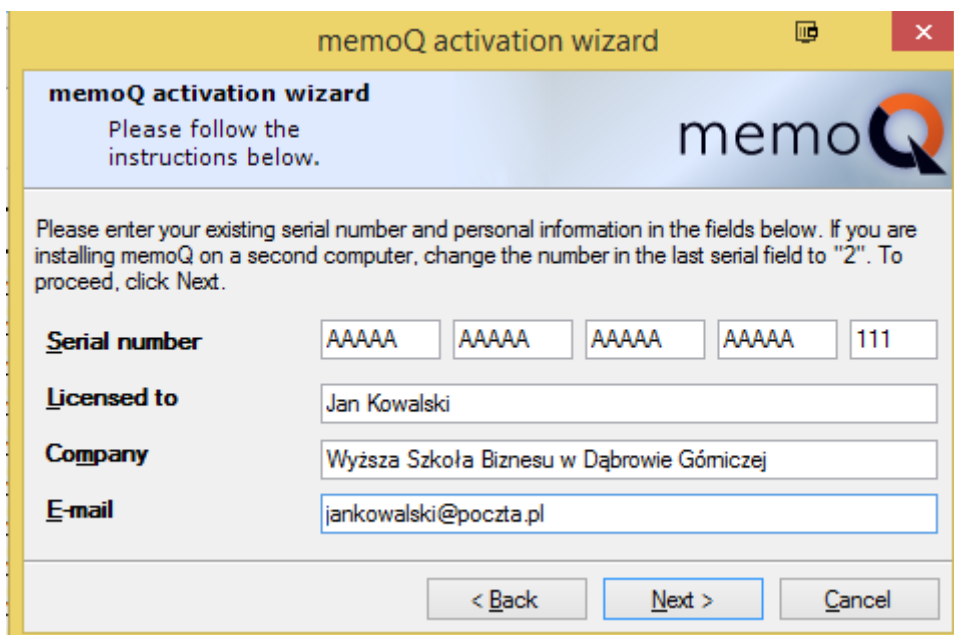 memoQ activation wizard
memoQ activation wizard
Please follow the
instructions below.
memoQ
Please enter your existing serial number and personal information in the fields below. If you are
installing memoQ on a second computer, change the number in the last serial field to "2". To
proceed, click Next.
Serial number AAAAA AAAAA AAAAA AAAAA 111
Licensed to Jan Kowalski
Company Wyższa Szkoła Biznesu w Dąbrowie Górniczej
E-mail jankowalski@poczta.pl
< Back Next > Cancel